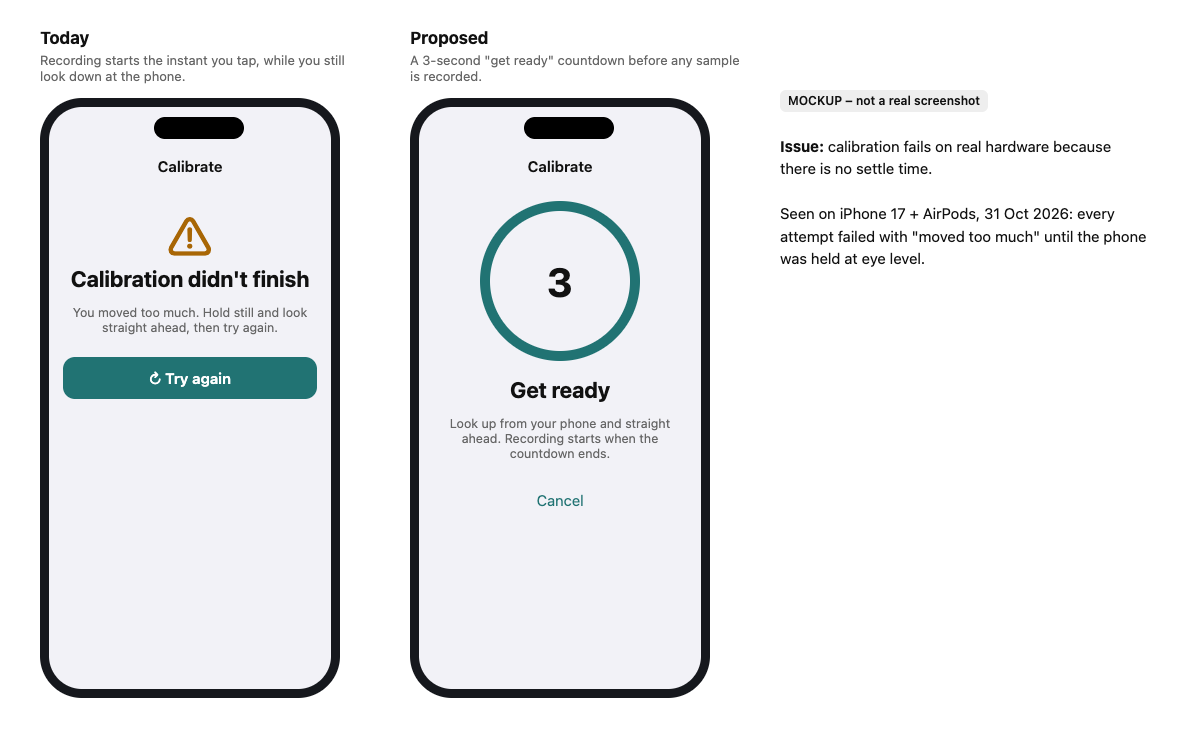 Today
Recording starts the instant you tap, while you still
look down at the phone.
Calibrate
Calibration didn't finish
You moved too much. Hold still and look
straight ahead, then try again.
↻ Try again
Proposed
A 3-second "get ready" countdown before any sample
is recorded.
Calibrate
3
Get ready
Look up from your phone and straight
ahead. Recording starts when the
countdown ends.
Cancel
MOCKUP – not a real screenshot
Issue: calibration fails on real hardware because
there is no settle time.
Seen on iPhone 17 + AirPods, 31 Oct 2026: every
attempt failed with "moved too much" until the phone
was held at eye level.